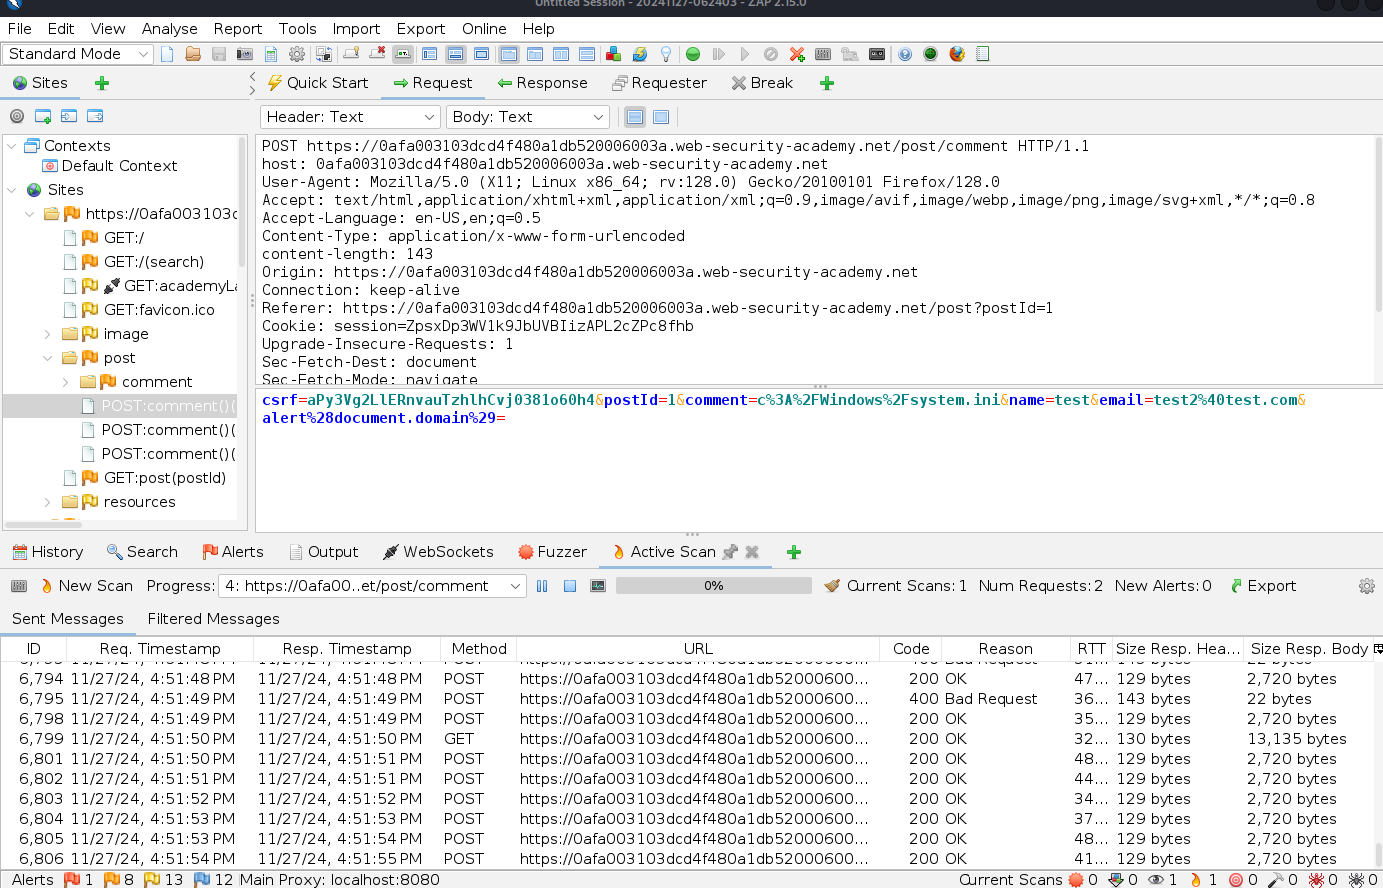 Untitled Session - 20241127-062403 - ZAP 2.15.0
File Edit View Analyse Report Tools Import Export Online Help
Standard Mode
Sites
Quick Start Request Response Requester Break
Header: Text Body: Text
Contexts
Default Context
Sites
https://0afa003103c
GET:/
GET:/(search)
GET:academyLa
GET:favicon.ico
image
post
comment
POST:comment()(
POST:comment()(
POST:comment()(
GET:post(postId)
resources
POST https://0afa003103dcd4f480a1db520006003a.web-security-academy.net/post/comment HTTP/1.1
host: 0afa003103dcd4f480a1db520006003a.web-security-academy.net
User-Agent: Mozilla/5.0 (X11; Linux x86_64; rv:128.0) Gecko/20100101 Firefox/128.0
Accept: text/html,application/xhtml+xml,application/xml;q=0.9,image/avif,image/webp,image/png,image/svg+xml,*/*;q=0.8
Accept-Language: en-US,en;q=0.5
Content-Type: application/x-www-form-urlencoded
content-length: 143
Origin: https://0afa003103dcd4f480a1db520006003a.web-security-academy.net
Connection: keep-alive
Referer: https://0afa003103dcd4f480a1db520006003a.web-security-academy.net/post?postId=1
Cookie: session=ZpsxDp3WV1k9JbUVBIizAPL2cZPc8fhb
Upgrade-Insecure-Requests: 1
Sec-Fetch-Dest: document
Sec-Fetch-Mode: navigate
csrf=aPy3Vg2LlERnvauTzhlhCvj0381o60h4&postId=1&comment=c%3A%2FWindows%2Fsystem.ini&name=test&email=test2%40test.com&
alert%28document.domain%29=
History Search Alerts Output WebSockets Fuzzer Active Scan
New Scan Progress: 4: https://0afa00..et/post/comment 0% Current Scans: 1 Num Requests: 2 New Alerts: 0 Export
Sent Messages Filtered Messages
ID Req. Timestamp Resp. Timestamp Method URL Code Reason RTT Size Resp. Hea... Size Resp. Body
6,794 11/27/24, 4:51:48 PM 11/27/24, 4:51:48 PM POST https://0afa003103dcd4f480a1db52000600... 200 OK 47... 129 bytes 2,720 bytes
6,795 11/27/24, 4:51:49 PM 11/27/24, 4:51:49 PM POST https://0afa003103dcd4f480a1db52000600... 400 Bad Request 36... 143 bytes 22 bytes
6,798 11/27/24, 4:51:49 PM 11/27/24, 4:51:49 PM POST https://0afa003103dcd4f480a1db52000600... 200 OK 35... 129 bytes 2,720 bytes
6,799 11/27/24, 4:51:50 PM 11/27/24, 4:51:50 PM GET https://0afa003103dcd4f480a1db52000600... 200 OK 32... 130 bytes 13,135 bytes
6,801 11/27/24, 4:51:50 PM 11/27/24, 4:51:51 PM POST https://0afa003103dcd4f480a1db52000600... 200 OK 48... 129 bytes 2,720 bytes
6,802 11/27/24, 4:51:51 PM 11/27/24, 4:51:51 PM POST https://0afa003103dcd4f480a1db52000600... 200 OK 44... 129 bytes 2,720 bytes
6,803 11/27/24, 4:51:52 PM 11/27/24, 4:51:52 PM POST https://0afa003103dcd4f480a1db52000600... 200 OK 34... 129 bytes 2,720 bytes
6,804 11/27/24, 4:51:53 PM 11/27/24, 4:51:53 PM POST https://0afa003103dcd4f480a1db52000600... 200 OK 37... 129 bytes 2,720 bytes
6,805 11/27/24, 4:51:53 PM 11/27/24, 4:51:54 PM POST https://0afa003103dcd4f480a1db52000600... 200 OK 48... 129 bytes 2,720 bytes
6,806 11/27/24, 4:51:54 PM 11/27/24, 4:51:55 PM POST https://0afa003103dcd4f480a1db52000600... 200 OK 41... 129 bytes 2,720 bytes
Alerts 1 8 13 12 Main Proxy: localhost:8080 Current Scans 0 0 1 1 0 0 0 0